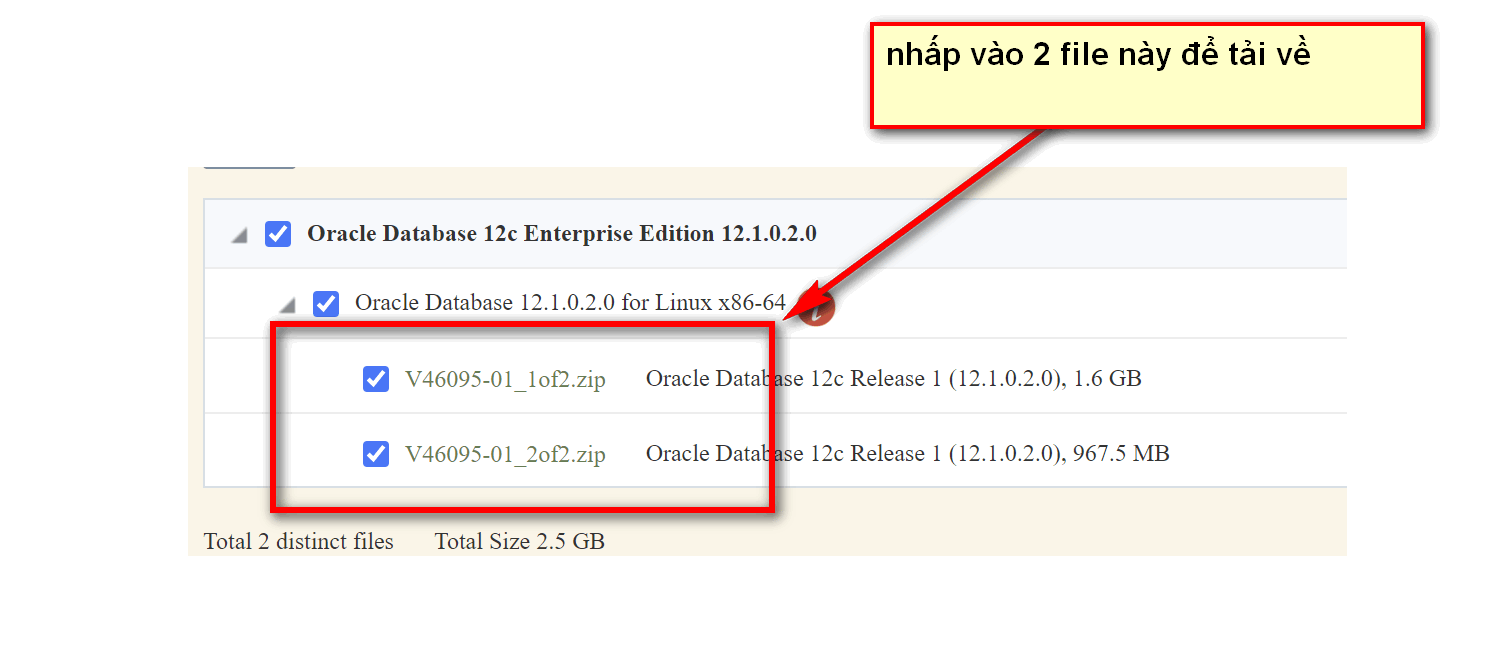 nhấp vào 2 file này để tải về
Oracle Database 12c Enterprise Edition 12.1.0.2.0
Oracle Database 12.1.0.2.0 for Linux x86-64
V46095-01_1of2.zip Oracle Database 12c Release 1 (12.1.0.2.0), 1.6 GB
V46095-01_2of2.zip Oracle Database 12c Release 1 (12.1.0.2.0), 967.5 MB
Total 2 distinct files Total Size 2.5 GB